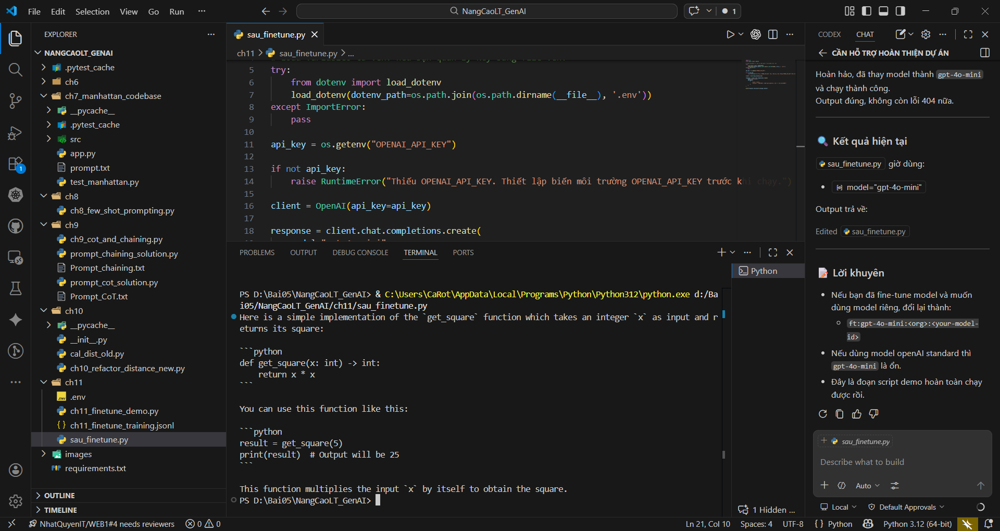 File Edit Selection View Go Run ···
NangCaoLT_GenAI
1
EXPLORER
NANGCAOLT_GENAI
.pytest_cache
ch6
ch7_manhattan_codebase
__pycache__
.pytest_cache
src
app.py
prompt.txt
test_manhattan.py
ch8
ch8_few_shot_prompting.py
ch9
ch9_cot_and_chaining.py
prompt_chaining_solution.py
Prompt_chaining.txt
prompt_cot_solution.py
Prompt_CoT.txt
ch10
__pycache__
__init__.py
cal_dist_old.py
ch10_refactor_distance_new.py
ch11
.env
ch11_finetune_demo.py
ch11_finetune_training.jsonl
sau_finetune.py
images
requirements.txt
OUTLINE
TIMELINE
sau_finetune.py
ch11 > sau_finetune.py > ...
5 try:
6 from dotenv import load_dotenv
7 load_dotenv(dotenv_path=os.path.join(os.path.dirname(__file__), '.env'))
8 except ImportError:
9 pass
10
11 api_key = os.getenv("OPENAI_API_KEY")
12
13 if not api_key:
14 raise RuntimeError("Thiếu OPENAI_API_KEY. Thiết lập biến môi trường OPENAI_API_KEY trước khi chạy.")
15
16 client = OpenAI(api_key=api_key)
17
18 response = client.chat.completions.create(
PROBLEMS OUTPUT DEBUG CONSOLE TERMINAL PORTS
Python
PS D:\Bai05\NangCaoLT_GenAI> & C:\Users\CaRot\AppData\Local\Programs\Python\Python312\python.exe d:/Ba
i05/NangCaoLT_GenAI/ch11/sau_finetune.py
Here is a simple implementation of the `get_square` function which takes an integer `x` as input and r
eturns its square:
```python
def get_square(x: int) -> int:
return x * x
```
You can use this function like this:
```python
result = get_square(5)
print(result)  # Output will be 25
```
This function multiplies the input `x` by itself to obtain the square.
PS D:\Bai05\NangCaoLT_GenAI>
1 Hidden ...
CODEX CHAT
CẦN HỖ TRỢ HOÀN THIỆN DỰ ÁN
Hoàn hảo, đã thay model thành gpt-4o-mini
và chạy thành công.
Output đúng, không còn lỗi 404 nữa.
Kết quả hiện tại
sau_finetune.py giờ dùng:
model="gpt-4o-mini"
Output trả về:
Edited sau_finetune.py
Lời khuyên
Nếu bạn đã fine-tune model và muốn
dùng model riêng, đổi lại thành:
ft:gpt-4o-mini:<org>:<your-model-
id>
Nếu dùng model openAI standard thì
gpt-4o-mini là ổn.
Đây là đoạn script demo hoàn toàn chạy
được rồi.
sau_finetune.py
Describe what to build
Auto
Local Default Approvals
NhatQuyenIT/WEB1#4 needs reviewers 0 0
Ln 21, Col 10 Spaces: 4 UTF-8 { } Python Python 3.12 (64-bit)